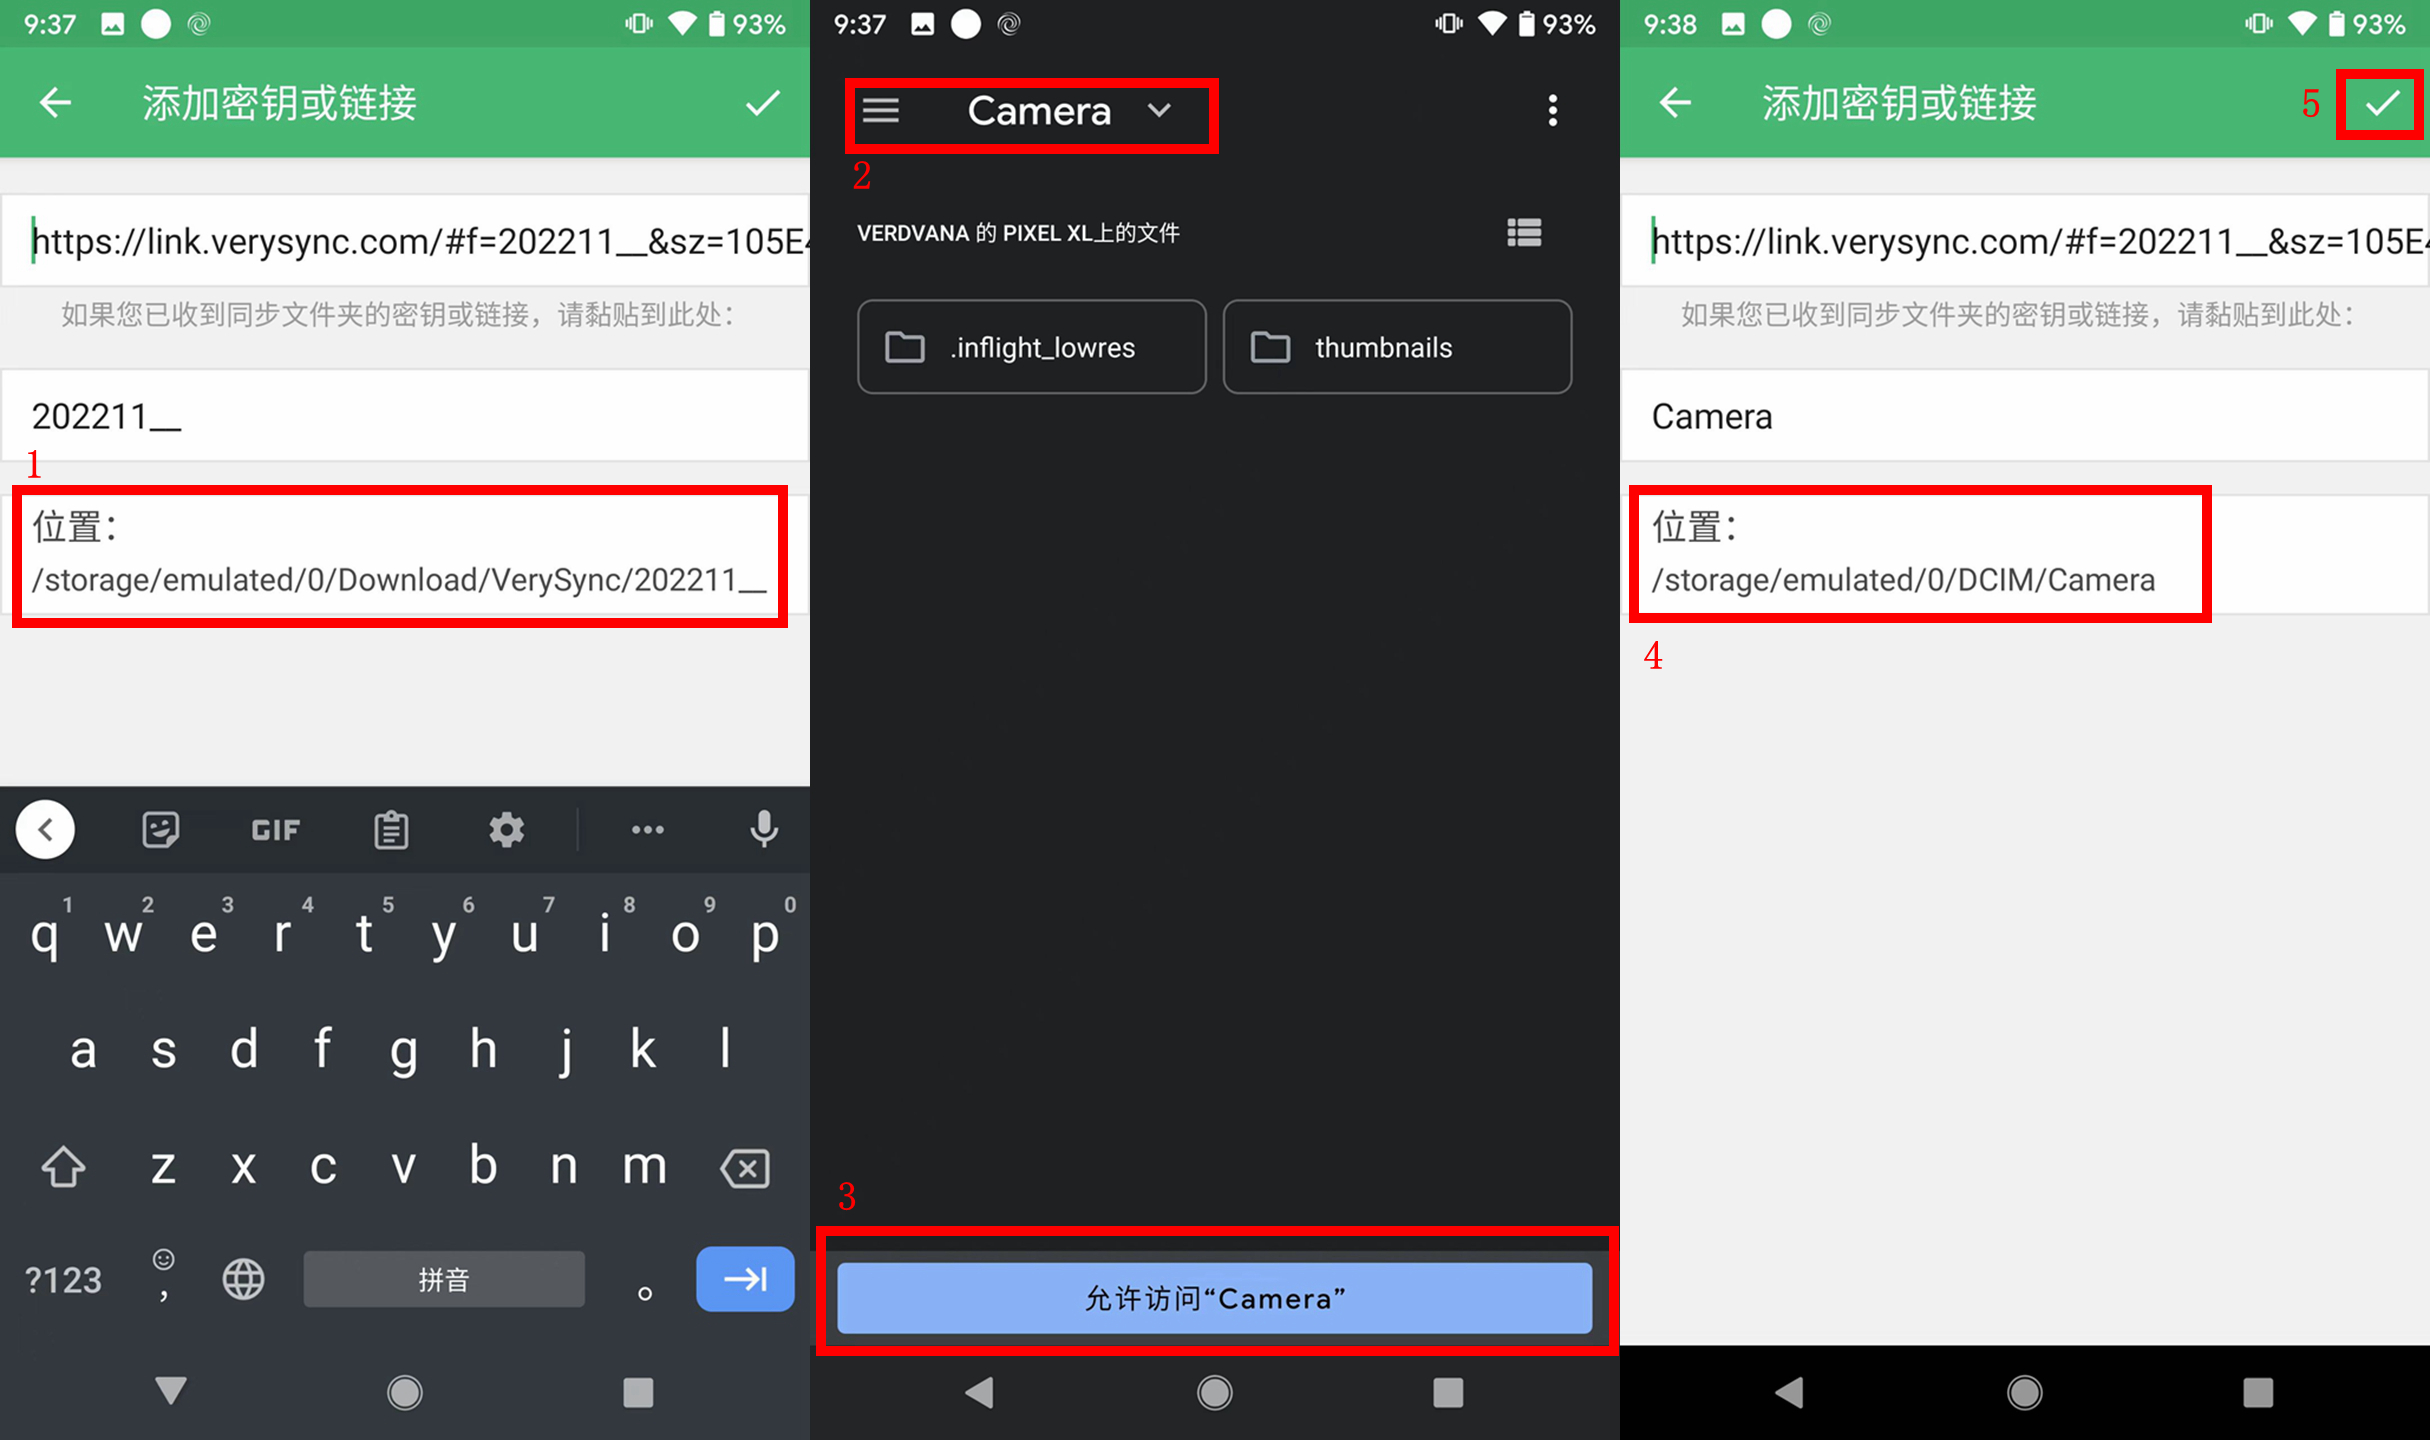 9:37
93%
添加密钥或链接
https://link.verysync.com/#f=202211__&sz=105E4
如果您已收到同步文件夹的密钥或链接，请黏贴到此处：
202211__
1
位置：
/storage/emulated/0/Download/VerySync/202211__
GIF
1 2 3 4 5 6 7 8 9 0
q w e r t y u i o p
a s d f g h j k l
z x c v b n m
?123 , 拼音 。
9:37
93%
Camera
2
VERDVANA 的 PIXEL XL上的文件
.inflight_lowres
thumbnails
3
允许访问“Camera”
9:38
93%
添加密钥或链接
5
https://link.verysync.com/#f=202211__&sz=105E4
如果您已收到同步文件夹的密钥或链接，请黏贴到此处：
Camera
位置：
/storage/emulated/0/DCIM/Camera
4